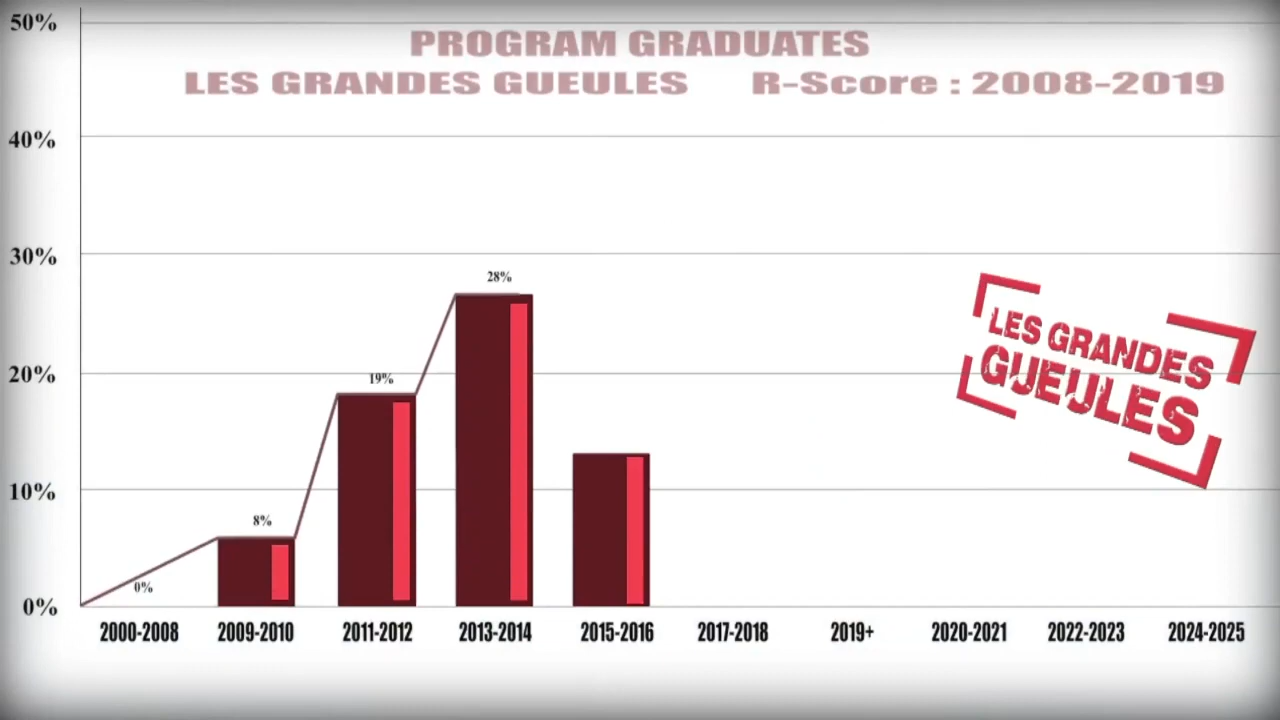 PROGRAM GRADUATES
LES GRANDES GUEULES R-Score : 2008-2019
50%
40%
30%
20%
10%
0%
0%
8%
19%
28%
LES GRANDES
GUEULES
2000-2008 2009-2010 2011-2012 2013-2014 2015-2016 2017-2018 2019+ 2020-2021 2022-2023 2024-2025